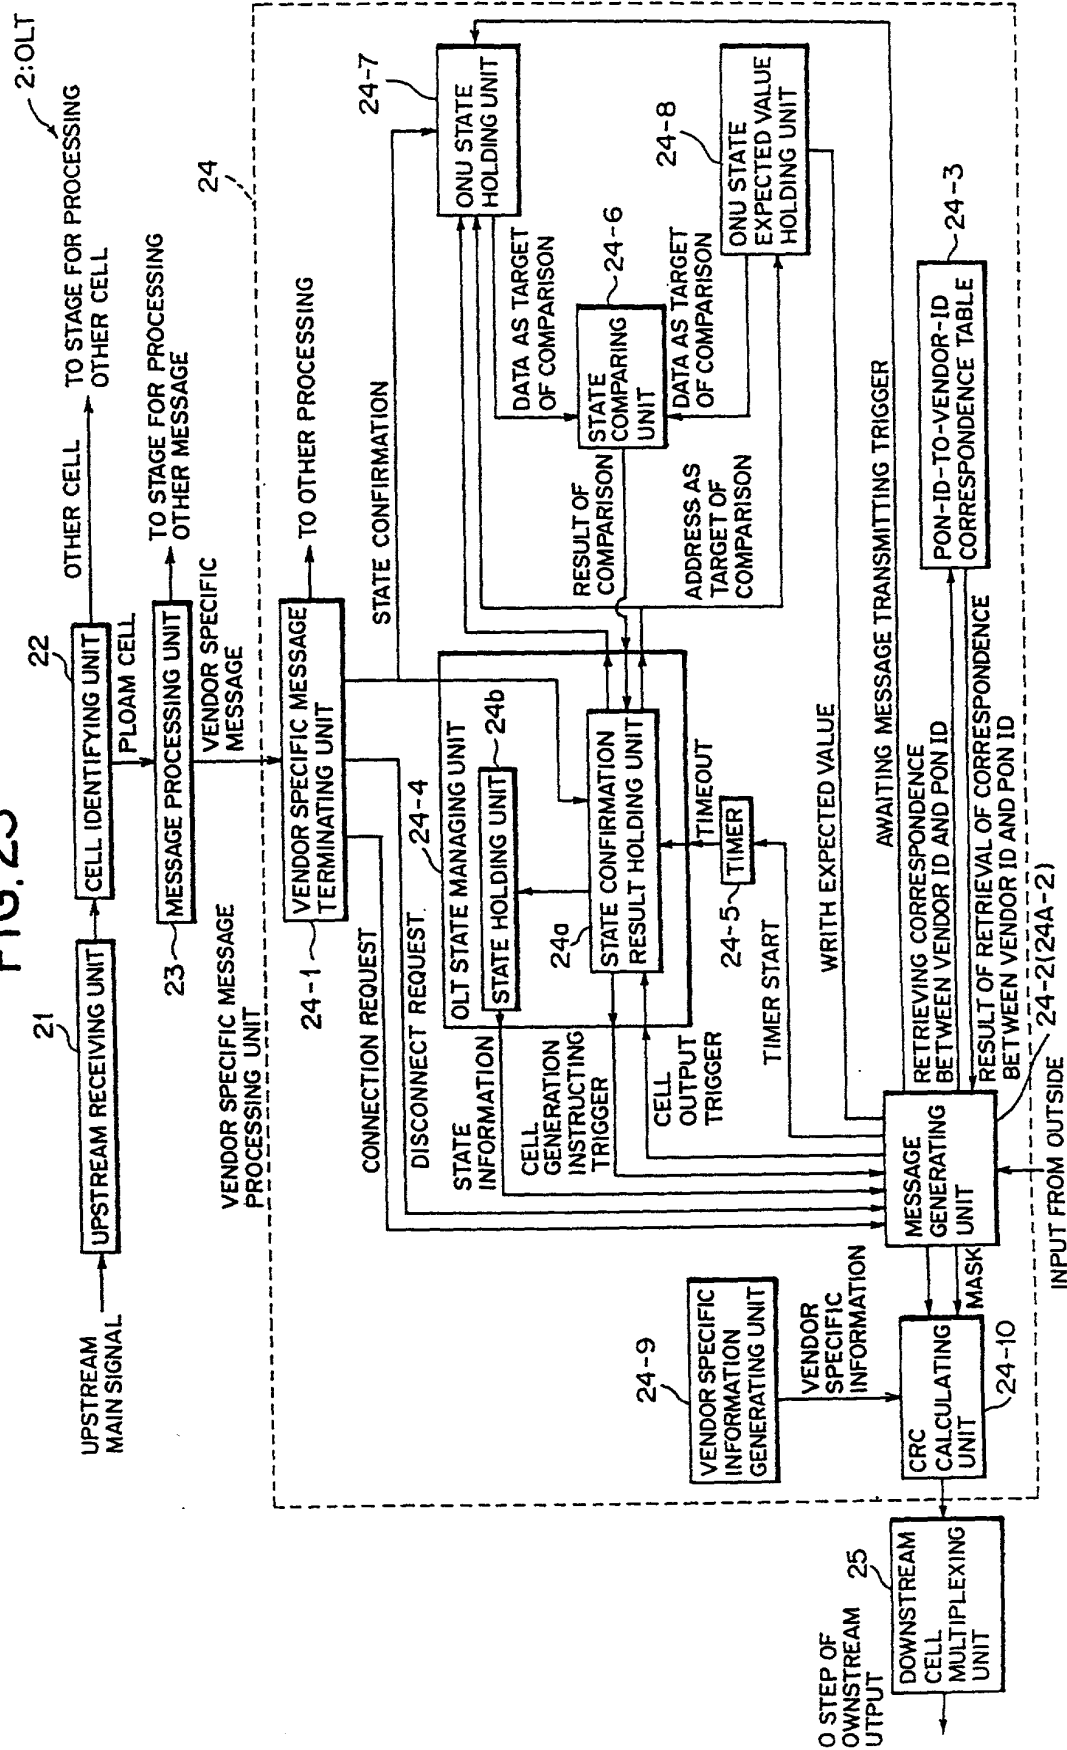 FIG. 23
2:OLT
UPSTREAM
MAIN SIGNAL
21
UPSTREAM RECEIVING UNIT
22
CELL IDENTIFYING UNIT
OTHER CELL
TO STAGE FOR PROCESSING
OTHER CELL
PLOAM CELL
23
MESSAGE PROCESSING UNIT
TO STAGE FOR PROCESSING
OTHER MESSAGE
VENDOR SPECIFIC
MESSAGE
VENDOR SPECIFIC MESSAGE
PROCESSING UNIT
24
24-1
VENDOR SPECIFIC MESSAGE
TERMINATING UNIT
TO OTHER PROCESSING
CONNECTION REQUEST
DISCONNECT REQUEST
STATE CONFIRMATION
24-7
ONU STATE
HOLDING UNIT
24-4
OLT STATE MANAGING UNIT
STATE HOLDING UNIT
24b
24a
STATE CONFIRMATION
RESULT HOLDING UNIT
STATE
INFORMATION
CELL
GENERATION
INSTRUCTING
TRIGGER
CELL
OUTPUT
TRIGGER
DATA AS TARGET
OF COMPARISON
24-6
STATE
COMPARING
UNIT
RESULT OF
COMPARISON
DATA AS TARGET
OF COMPARISON
ADDRESS AS
TARGET OF
COMPARISON
24-8
ONU STATE
EXPECTED VALUE
HOLDING UNIT
TIMEOUT
24-5
TIMER
TIMER START
WRITH EXPECTED VALUE
AWAITING MESSAGE TRANSMITTING TRIGGER
RETRIEVING CORRESPONDENCE
BETWEEN VENDOR ID AND PON ID
24-3
PON-ID-TO-VENDOR-ID
CORRESPONDENCE TABLE
RESULT OF RETRIEVAL OF CORRESPONDENCE
BETWEEN VENDOR ID AND PON ID
24-2(24A-2)
MESSAGE
GENERATING
UNIT
INPUT FROM OUTSIDE
MASK
24-9
VENDOR SPECIFIC
INFORMATION
GENERATING UNIT
VENDOR
SPECIFIC
INFORMATION
CRC
CALCULATING
UNIT
24-10
25
DOWNSTREAM
CELL
MULTIPLEXING
UNIT
O STEP OF
OWNSTREAM
UTPUT